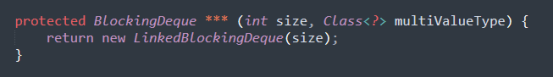 protected BlockingDeque *** (int size, Class<?> multiValueType) {
    return new LinkedBlockingDeque(size);
}